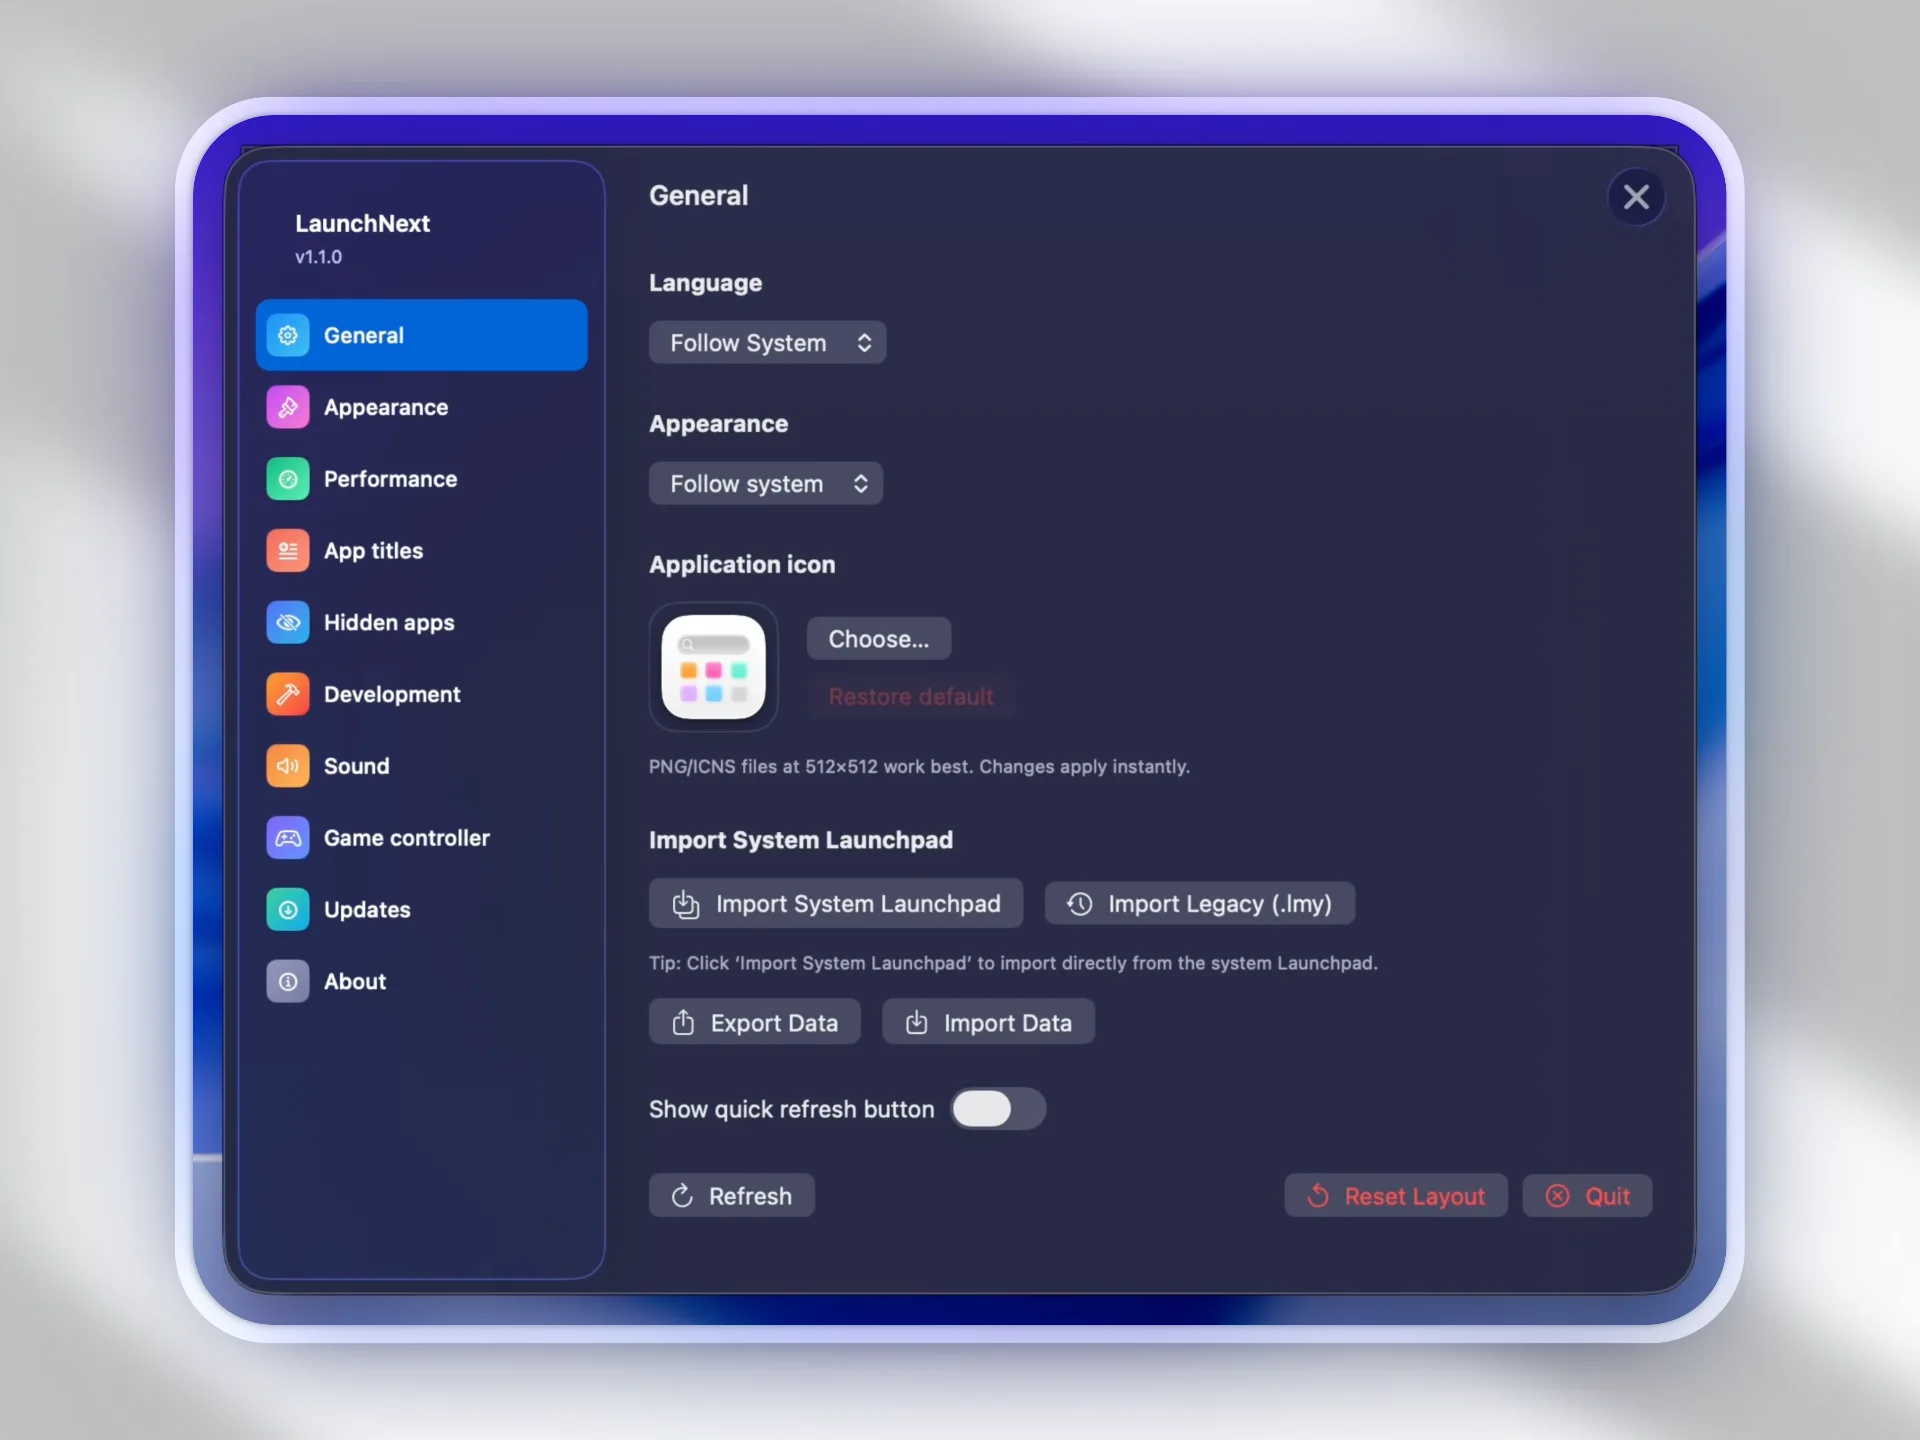 LaunchNext
v1.1.0
General
Appearance
Performance
App titles
Hidden apps
Development
Sound
Game controller
Updates
About
General
Language
Follow System
Appearance
Follow system
Application icon
Choose...
Restore default
PNG/ICNS files at 512×512 work best. Changes apply instantly.
Import System Launchpad
Import System Launchpad
Import Legacy (.lmy)
Tip: Click ‘Import System Launchpad’ to import directly from the system Launchpad.
Export Data
Import Data
Show quick refresh button
Refresh
Reset Layout
Quit